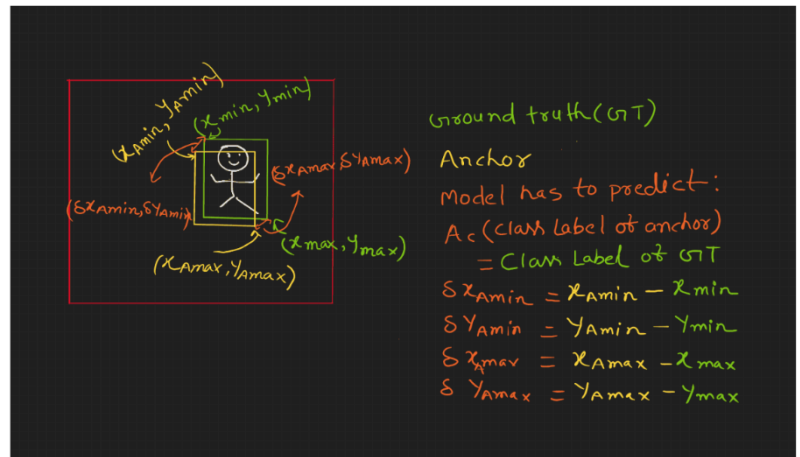 (xAmin, yAmin)
(xmin, ymin)
(δxAmax, δyAmax)
(δxAmin, δyAmin)
(xmax, ymax)
(xAmax, yAmax)
Ground truth (GT)
Anchor
Model has to predict:
Ac (Class Label of anchor)
= Class Label of GT
δxAmin = xAmin - xmin
δyAmin = yAmin - ymin
δxAmax = xAmax - xmax
δyAmax = yAmax - ymax